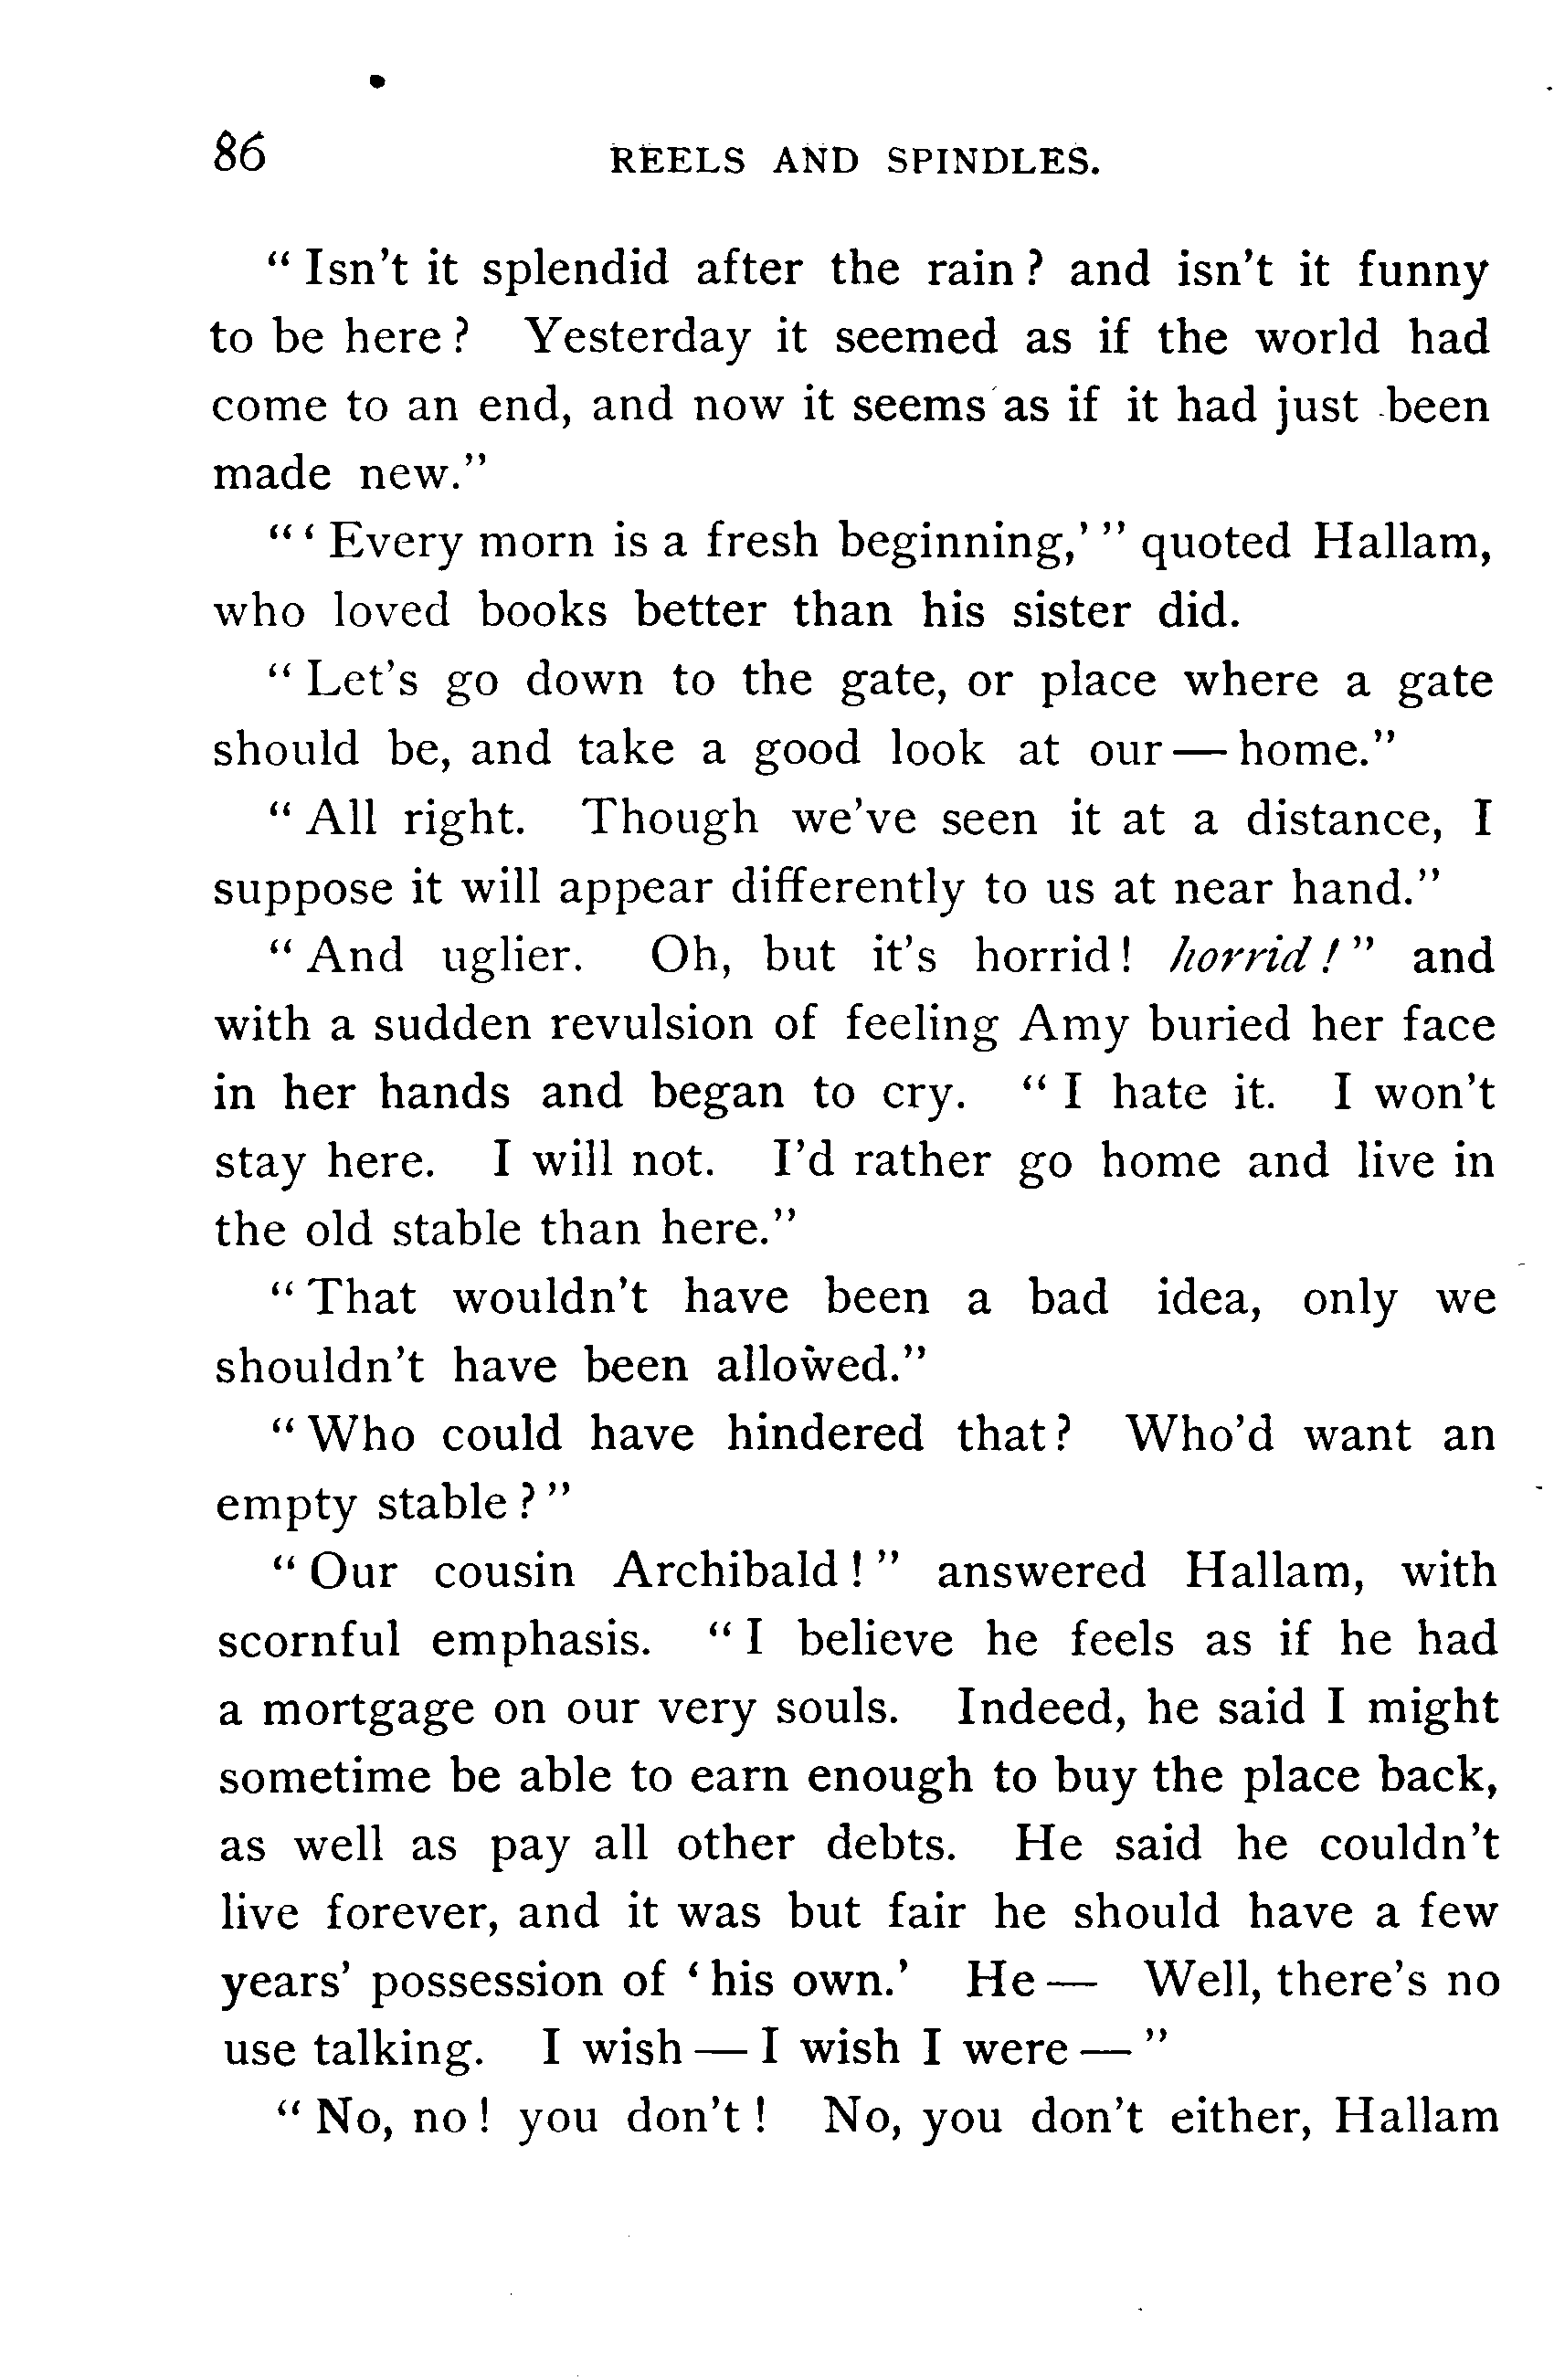 86 REELS AND SPINDLES.
“Isn’t it splendid after the rain? and isn’t it funny
to be here? Yesterday it seemed as if the world had
come to an end, and now it seems as if it had just been
made new.”
“‘Every morn is a fresh beginning,’” quoted Hallam,
who loved books better than his sister did.
“Let’s go down to the gate, or place where a gate
should be, and take a good look at our — home.”
“All right. Though we’ve seen it at a distance, I
suppose it will appear differently to us at near hand.”
“And uglier. Oh, but it’s horrid! horrid!” and
with a sudden revulsion of feeling Amy buried her face
in her hands and began to cry. “I hate it. I won’t
stay here. I will not. I’d rather go home and live in
the old stable than here.”
“That wouldn’t have been a bad idea, only we
shouldn’t have been allowed.”
“Who could have hindered that? Who’d want an
empty stable?”
“Our cousin Archibald!” answered Hallam, with
scornful emphasis. “I believe he feels as if he had
a mortgage on our very souls. Indeed, he said I might
sometime be able to earn enough to buy the place back,
as well as pay all other debts. He said he couldn’t
live forever, and it was but fair he should have a few
years’ possession of ‘his own.’ He — Well, there’s no
use talking. I wish — I wish I were — ”
“No, no! you don’t! No, you don’t either, Hallam